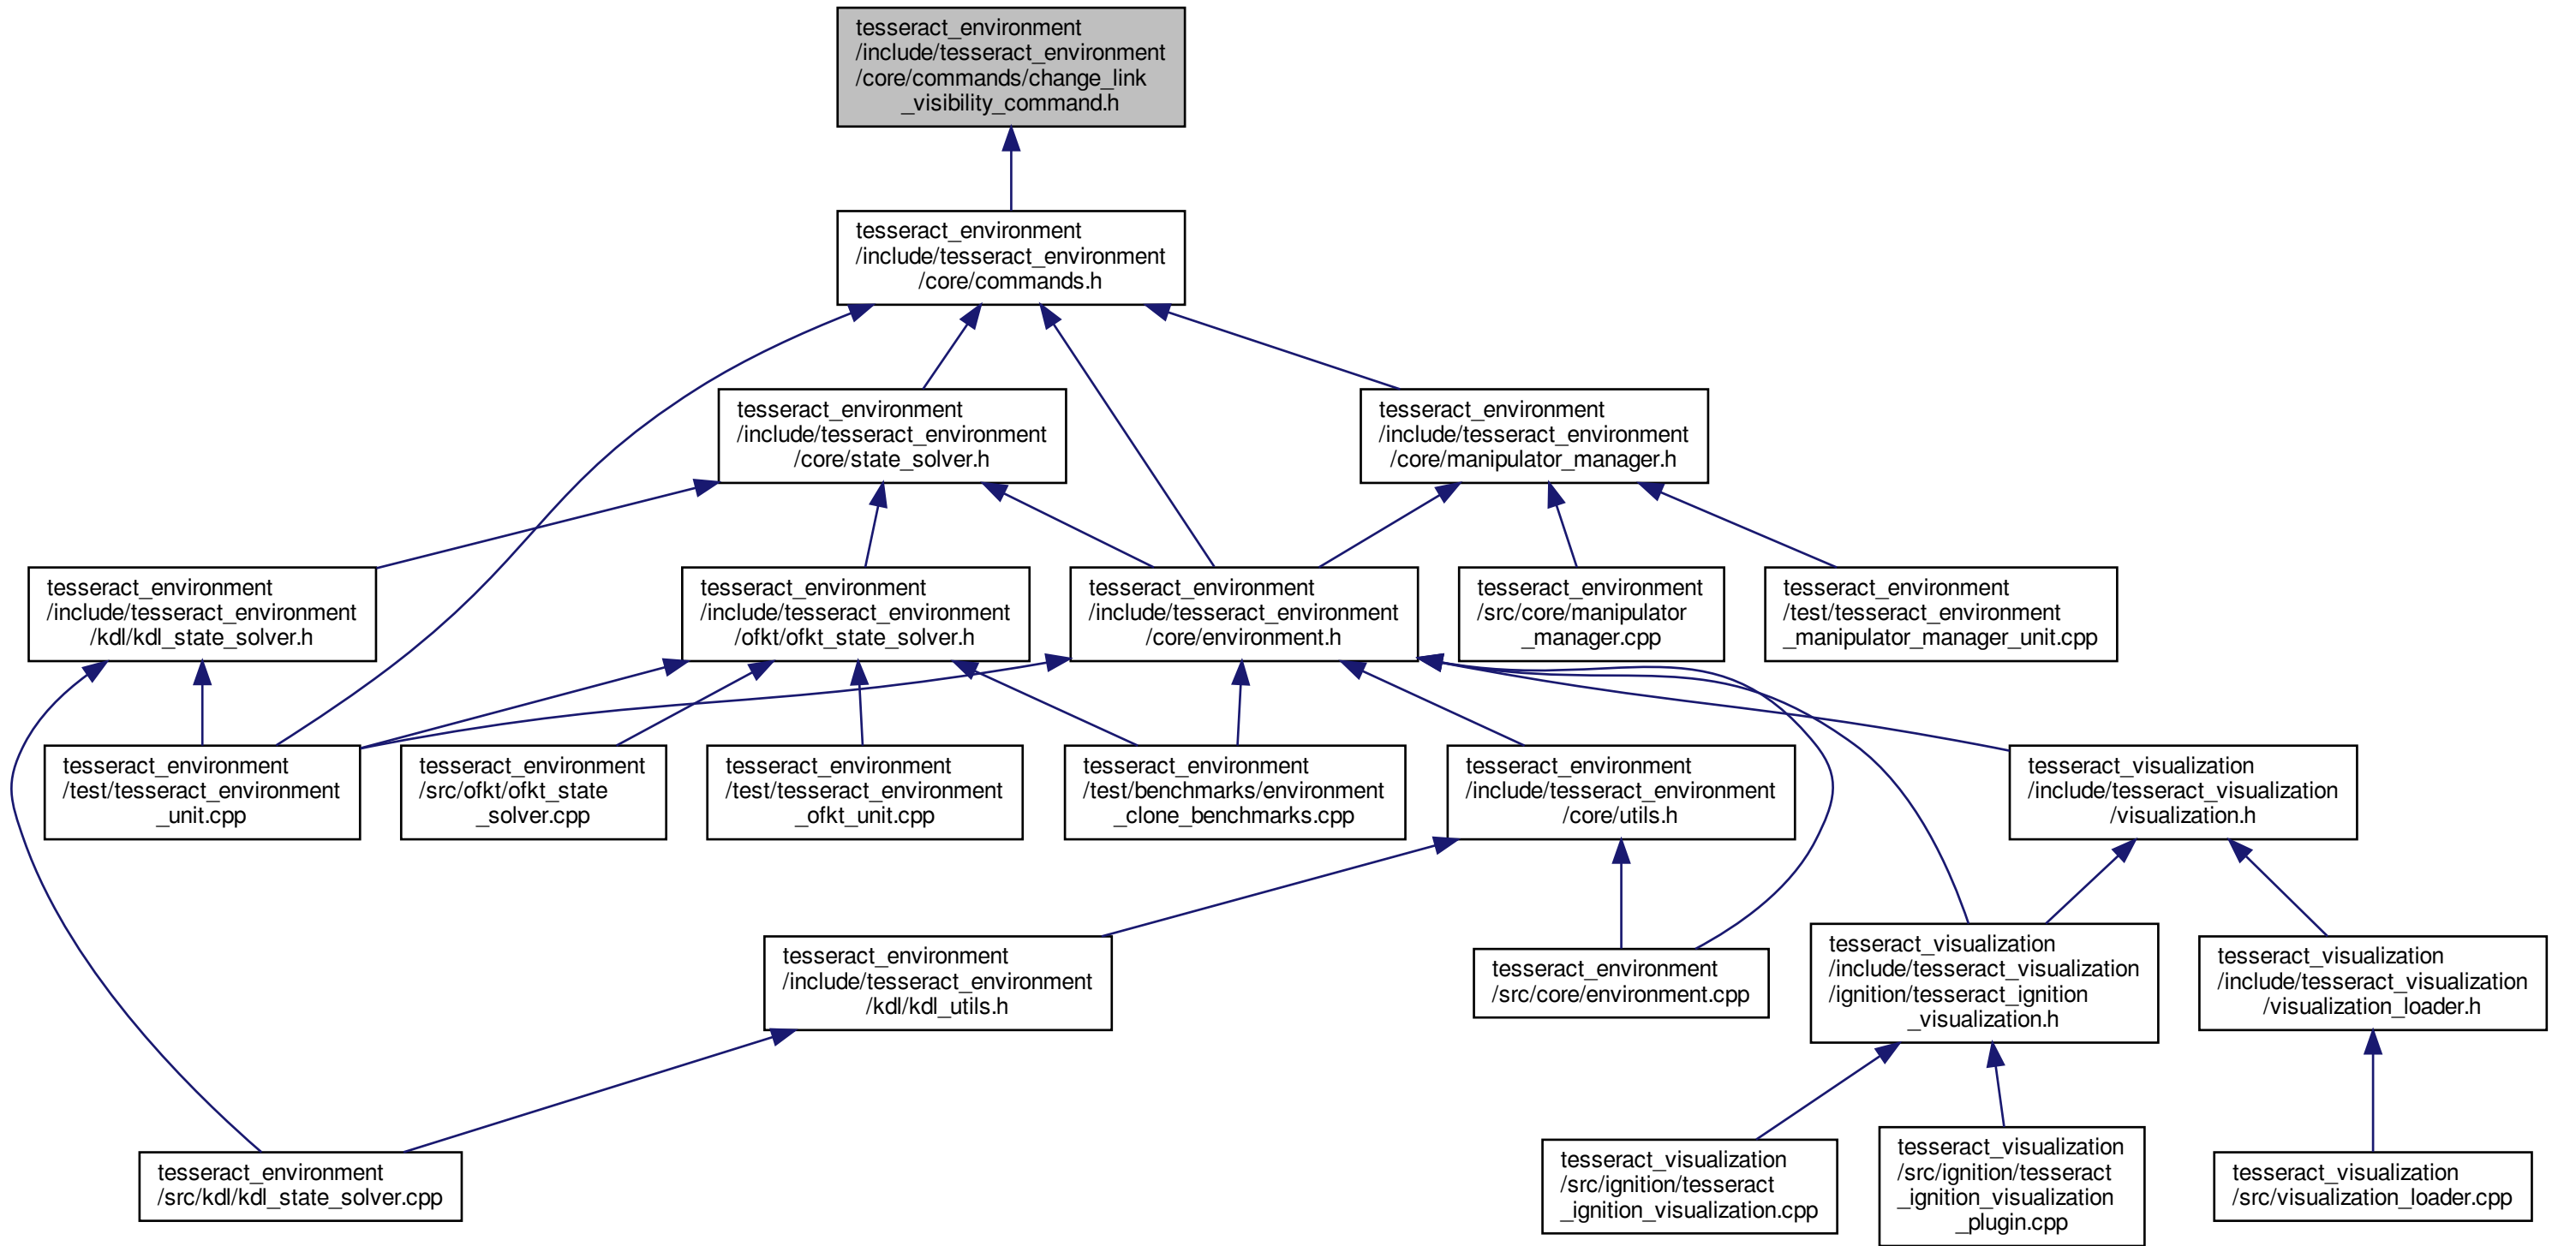 tesseract_environment
/include/tesseract_environment
/core/commands/change_link
_visibility_command.h
tesseract_environment
/include/tesseract_environment
/core/commands.h
tesseract_environment
/include/tesseract_environment
/core/state_solver.h
tesseract_environment
/include/tesseract_environment
/core/manipulator_manager.h
tesseract_environment
/include/tesseract_environment
/kdl/kdl_state_solver.h
tesseract_environment
/include/tesseract_environment
/ofkt/ofkt_state_solver.h
tesseract_environment
/include/tesseract_environment
/core/environment.h
tesseract_environment
/src/core/manipulator
_manager.cpp
tesseract_environment
/test/tesseract_environment
_manipulator_manager_unit.cpp
tesseract_environment
/test/tesseract_environment
_unit.cpp
tesseract_environment
/src/ofkt/ofkt_state
_solver.cpp
tesseract_environment
/test/tesseract_environment
_ofkt_unit.cpp
tesseract_environment
/test/benchmarks/environment
_clone_benchmarks.cpp
tesseract_environment
/include/tesseract_environment
/core/utils.h
tesseract_visualization
/include/tesseract_visualization
/visualization.h
tesseract_environment
/include/tesseract_environment
/kdl/kdl_utils.h
tesseract_environment
/src/core/environment.cpp
tesseract_visualization
/include/tesseract_visualization
/ignition/tesseract_ignition
_visualization.h
tesseract_visualization
/include/tesseract_visualization
/visualization_loader.h
tesseract_environment
/src/kdl/kdl_state_solver.cpp
tesseract_visualization
/src/ignition/tesseract
_ignition_visualization.cpp
tesseract_visualization
/src/ignition/tesseract
_ignition_visualization
_plugin.cpp
tesseract_visualization
/src/visualization_loader.cpp